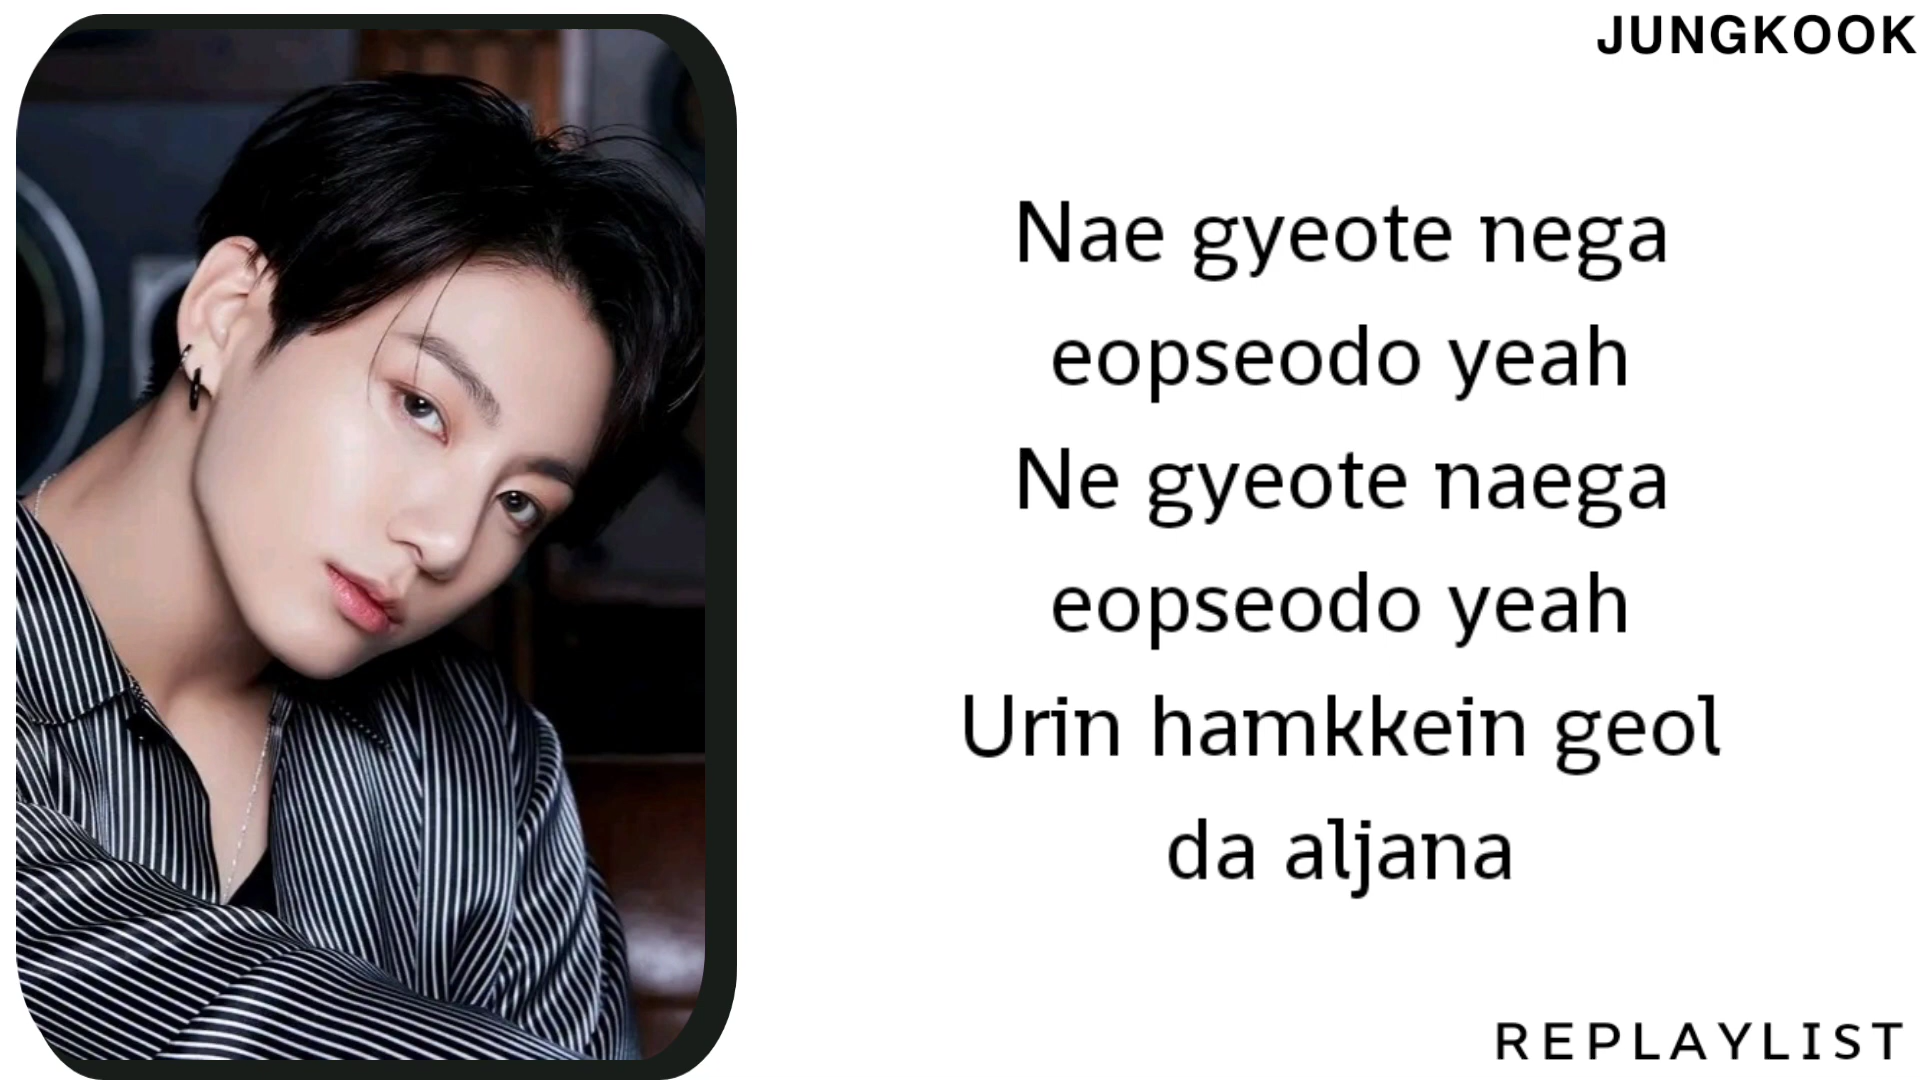 JUNGKOOK
Nae gyeote nega
eopseodo yeah
Ne gyeote naega
eopseodo yeah
Urin hamkkein geol
da aljana
REPLAYLIST